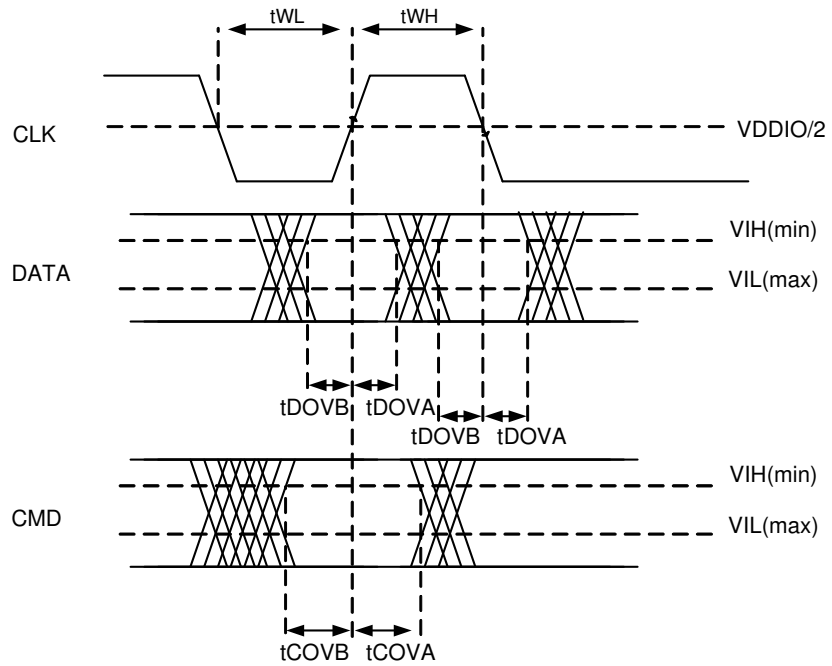 tWL tWH
CLK
VDDIO/2
VIH(min)
DATA
VIL(max)
tDOVB tDOVA
tDOVB tDOVA
VIH(min)
CMD
VIL(max)
tCOVB tCOVA